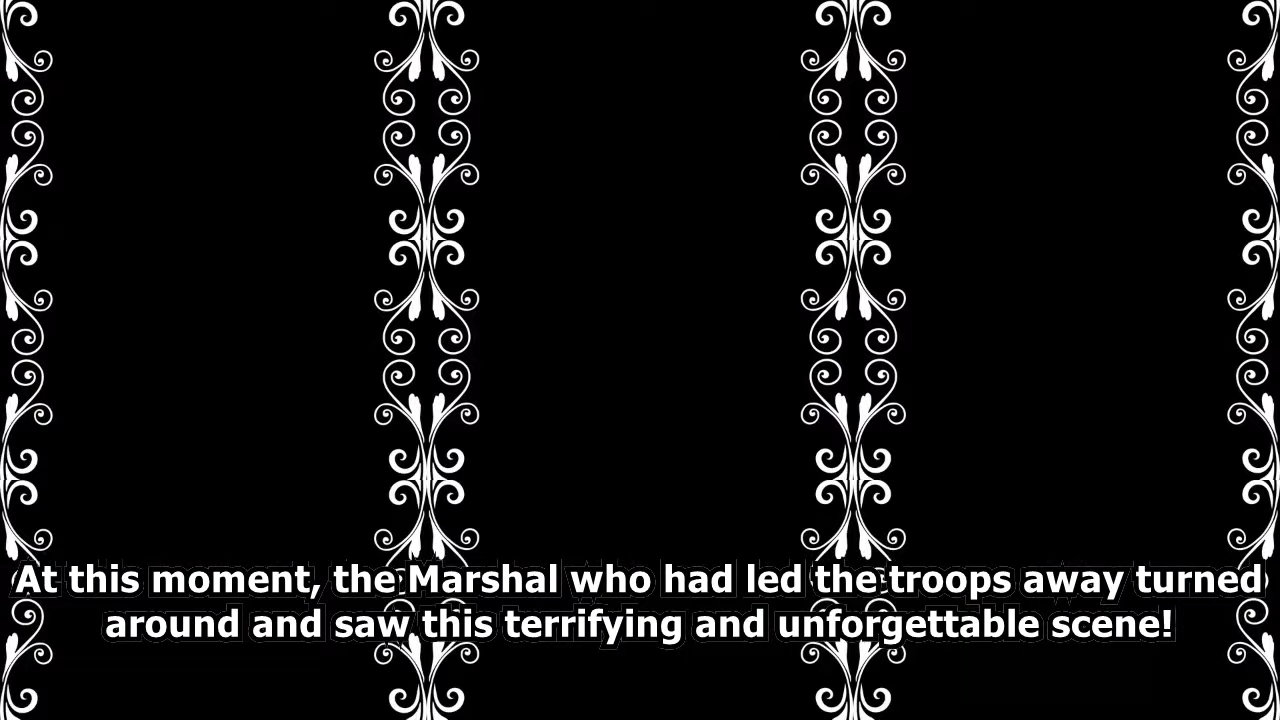 At this moment, the Marshal who had led the troops away turned
around and saw this terrifying and unforgettable scene!